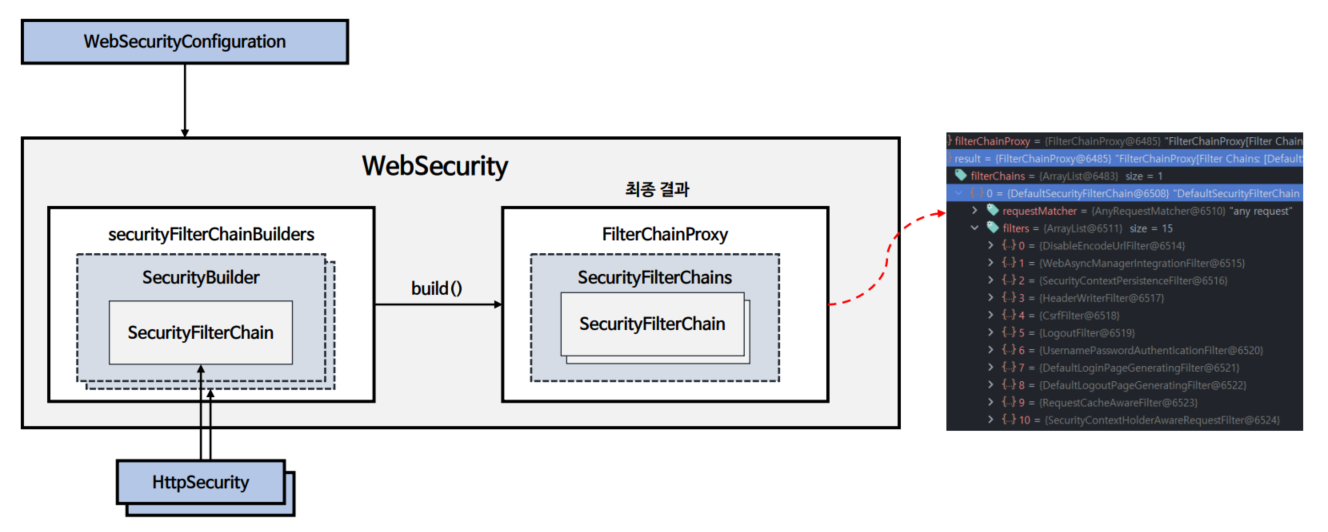 WebSecurityConfiguration
WebSecurity
최종 결과
securityFilterChainBuilders
SecurityBuilder
SecurityFilterChain
build()
FilterChainProxy
SecurityFilterChains
SecurityFilterChain
HttpSecurity
filterChainProxy = {FilterChainProxy@6485} "FilterChainProxy[Filter Chain
result = {FilterChainProxy@6485} "FilterChainProxy[Filter Chains: [Default
filterChains = {ArrayList@6483} size = 1
0 = {DefaultSecurityFilterChain@6508} "DefaultSecurityFilterChain
requestMatcher = {AnyRequestMatcher@6510} "any request"
filters = {ArrayList@6511} size = 15
0 = {DisableEncodeUrlFilter@6514}
1 = {WebAsyncManagerIntegrationFilter@6515}
2 = {SecurityContextPersistenceFilter@6516}
3 = {HeaderWriterFilter@6517}
4 = {CsrfFilter@6518}
5 = {LogoutFilter@6519}
6 = {UsernamePasswordAuthenticationFilter@6520}
7 = {DefaultLoginPageGeneratingFilter@6521}
8 = {DefaultLogoutPageGeneratingFilter@6522}
9 = {RequestCacheAwareFilter@6523}
10 = {SecurityContextHolderAwareRequestFilter@6524}